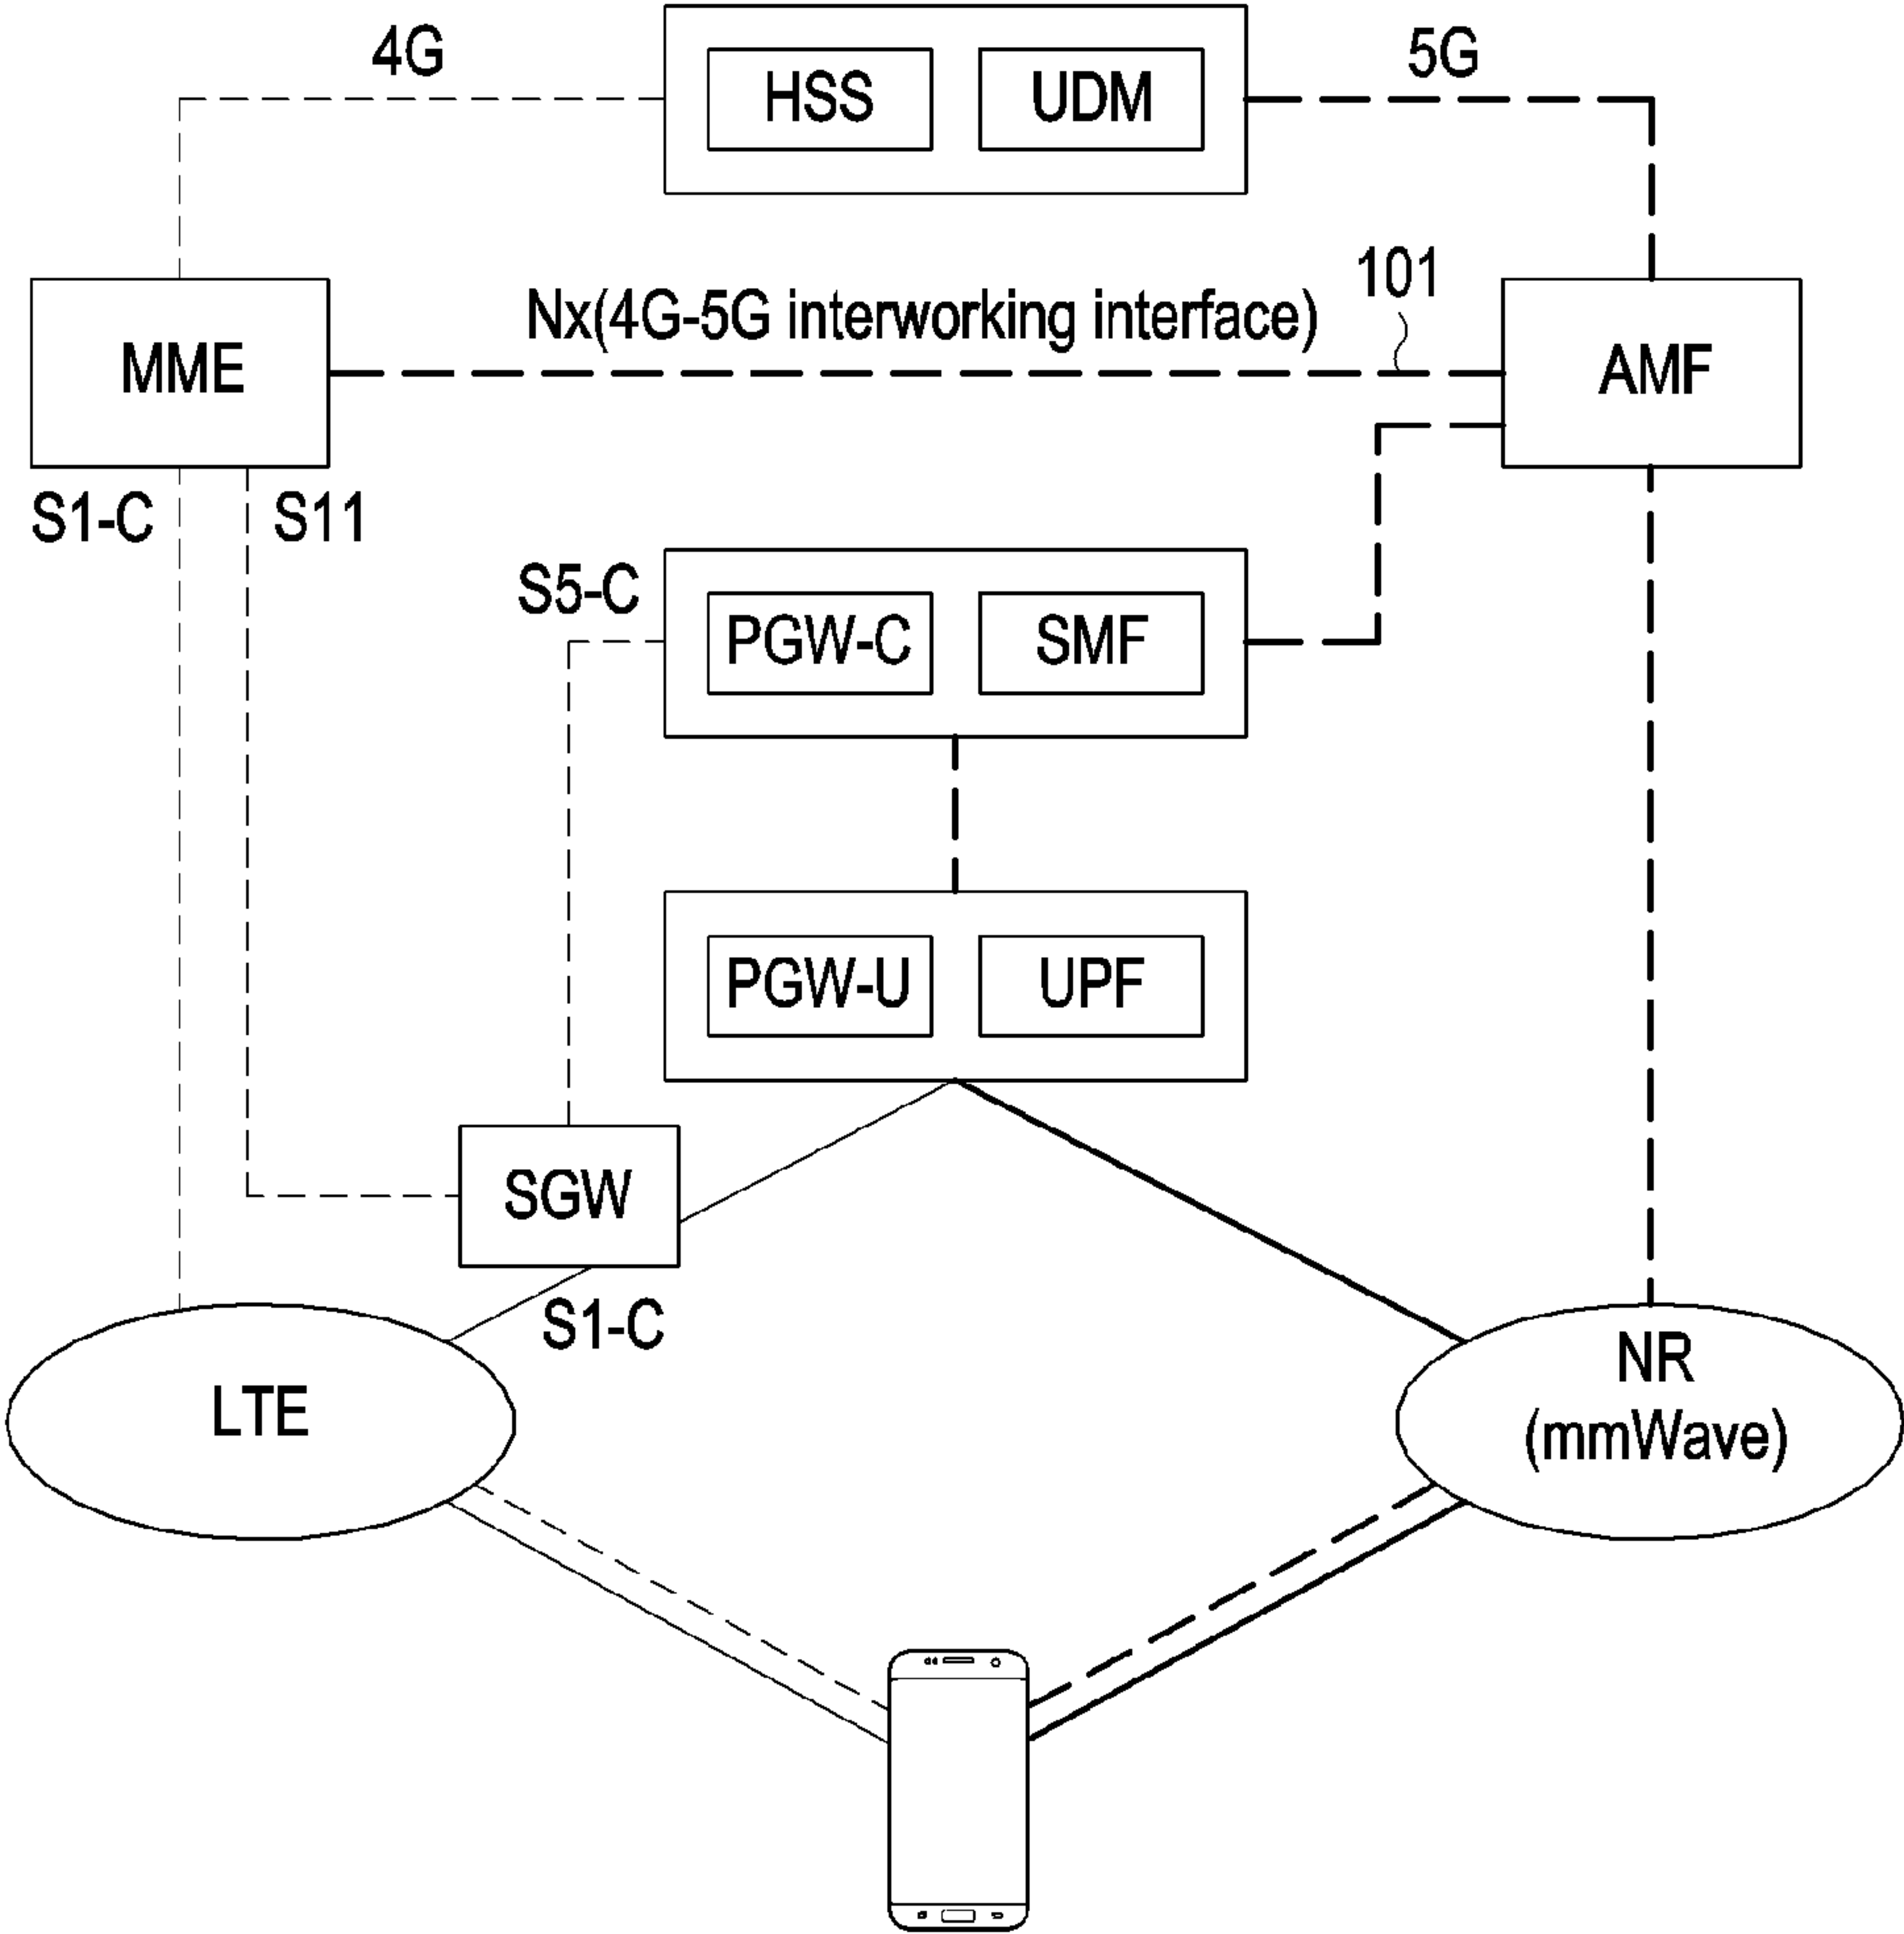 4G
5G
HSS
UDM
101
Nx(4G-5G interworking interface)
MME
AMF
S1-C
S11
S5-C
PGW-C
SMF
PGW-U
UPF
SGW
S1-C
LTE
NR
(mmWave)